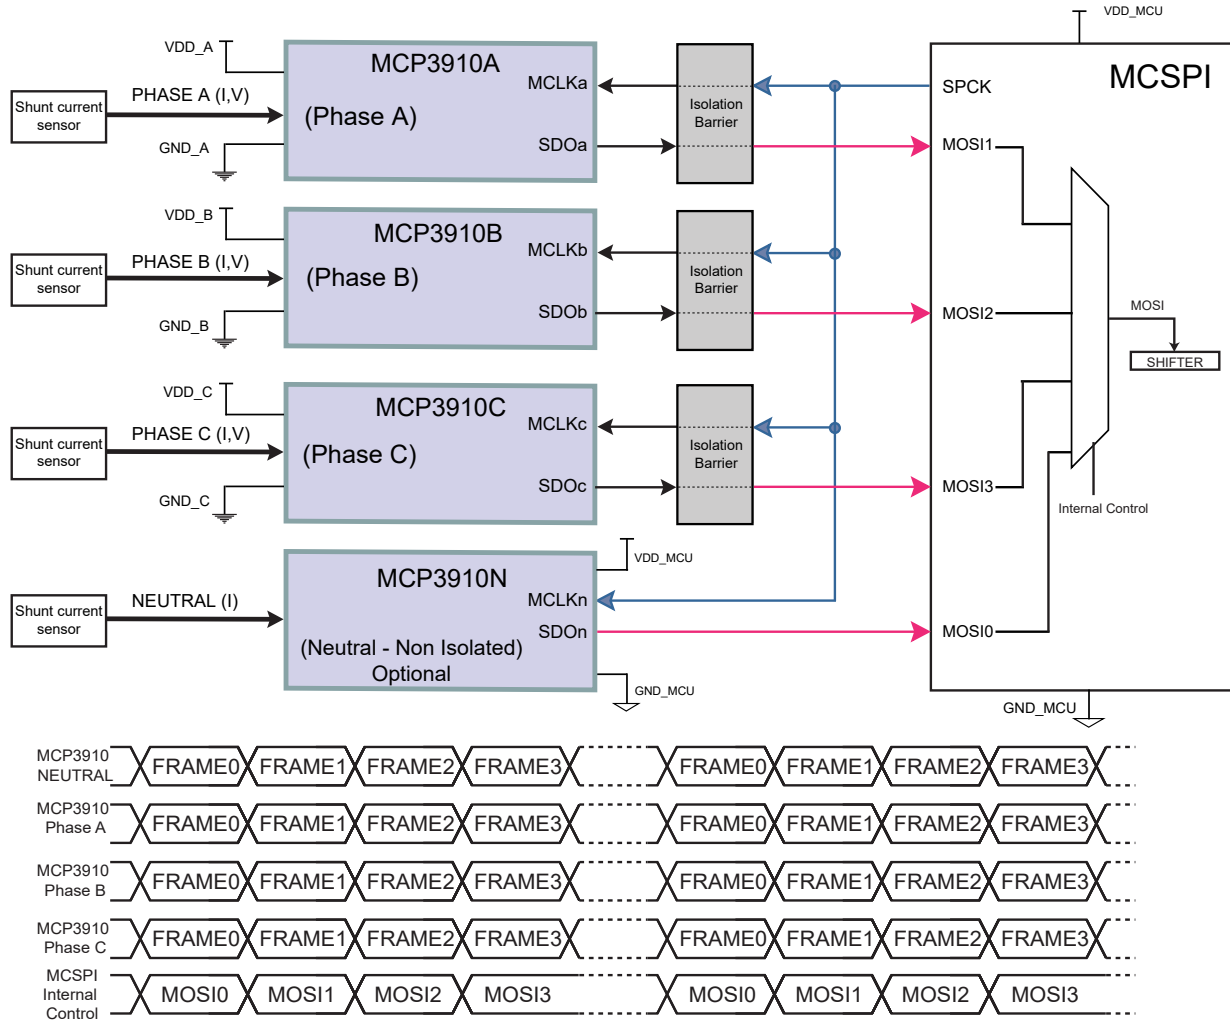 VDD_MCU
MCP3910A
(Phase A)
VDD_A
PHASE A (I,V)
GND_A
Shunt current
sensor
MCLKa
SDOa
Isolation
Barrier
SPCK
MCSPI
MOSI1
MCP3910B
(Phase B)
VDD_B
PHASE B (I,V)
GND_B
Shunt current
sensor
MCLKb
SDOb
Isolation
Barrier
MOSI2
MOSI
SHIFTER
MCP3910C
(Phase C)
VDD_C
PHASE C (I,V)
GND_C
Shunt current
sensor
MCLKc
SDOc
Isolation
Barrier
MOSI3
Internal Control
VDD_MCU
MCP3910N
(Neutral - Non Isolated)
Optional
NEUTRAL (I)
Shunt current
sensor
MCLKn
SDOn
MOSI0
GND_MCU
GND_MCU
MCP3910
NEUTRAL
FRAME0 FRAME1 FRAME2 FRAME3 FRAME0 FRAME1 FRAME2 FRAME3
MCP3910
Phase A
FRAME0 FRAME1 FRAME2 FRAME3 FRAME0 FRAME1 FRAME2 FRAME3
MCP3910
Phase B
FRAME0 FRAME1 FRAME2 FRAME3 FRAME0 FRAME1 FRAME2 FRAME3
MCP3910
Phase C
FRAME0 FRAME1 FRAME2 FRAME3 FRAME0 FRAME1 FRAME2 FRAME3
MCSPI
Internal
Control
MOSI0 MOSI1 MOSI2 MOSI3 MOSI0 MOSI1 MOSI2 MOSI3